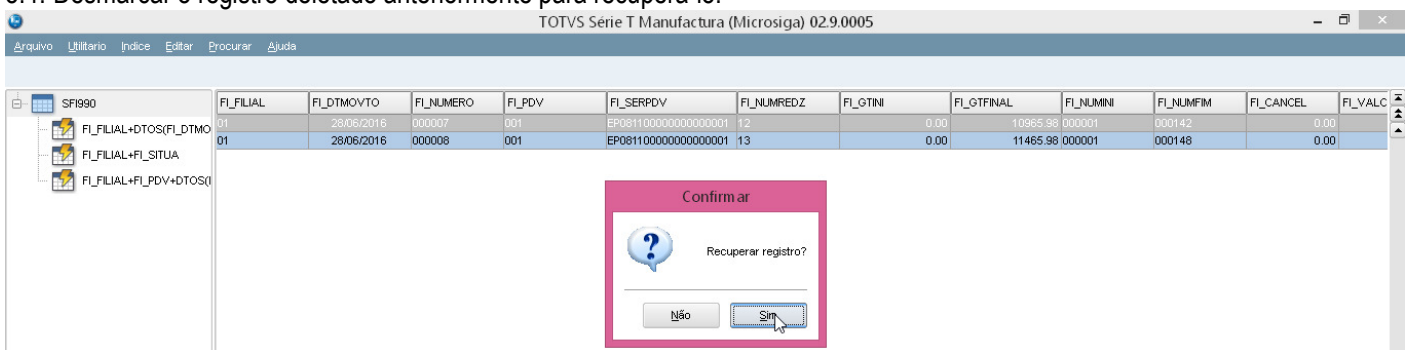 TOTVS Série T Manufactura (Microsiga) 02.9.0005
Arquivo Utilitario Indice Editar Procurar Ajuda
SFI990
FI_FILIAL+DTOS(FI_DTMO
FI_FILIAL+FI_SITUA
FI_FILIAL+FI_PDV+DTOS(
FI_FILIAL FI_DTMOVTO FI_NUMERO FI_PDV FI_SERPDV FI_NUMREDZ FI_GTINI FI_GTFINAL FI_NUMINI FI_NUMFIM FI_CANCEL FI_VALC
01 28/06/2016 000007 001 EP081100000000000001 12 0.00 10965.98 000001 000142 0.00
01 28/06/2016 000008 001 EP081100000000000001 13 0.00 11465.98 000001 000148 0.00
Confirmar
Recuperar registro?
Não Sim